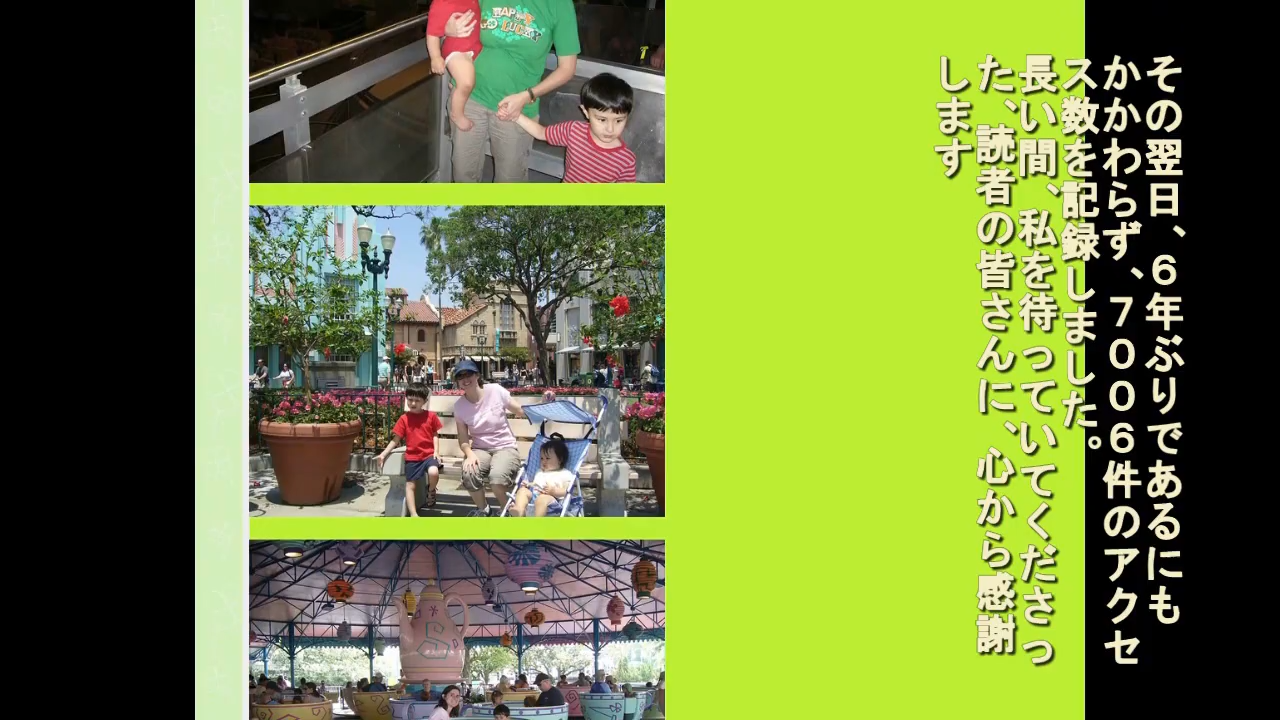 その翌日、６年ぶりであるにも
かかわらず、７００６件のアクセ
ス数を記録しました。
長い間、私を待っていてくださっ
た、読者の皆さんに、心から感謝
します